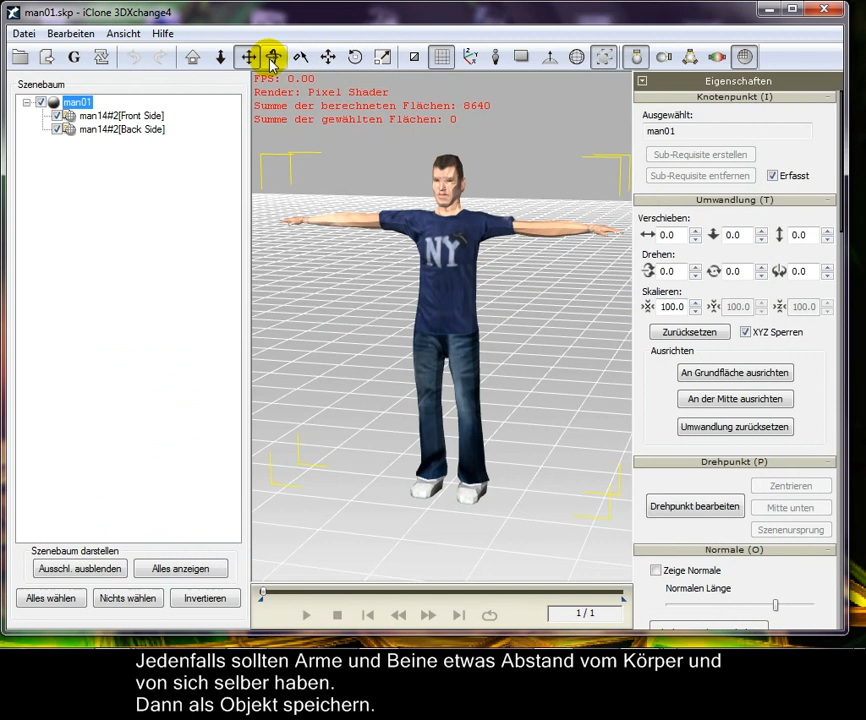 man01.skp - iClone 3DXchange4
Datei Bearbeiten Ansicht Hilfe
G
Szenebaum
man01
man14#2[Front Side]
man14#2[Back Side]
Szenebaum darstellen
Ausschl. ausblenden Alles anzeigen
Alles wählen Nichts wählen Invertieren
FPS: 0.00
Render: Pixel Shader
Summe der berechneten Flächen: 8640
Summe der gewählten Flächen: 0
NY
1 / 1
Eigenschaften
Knotenpunkt (I)
Ausgewählt:
man01
Sub-Requisite erstellen
Sub-Requisite entfernen Erfasst
Umwandlung (T)
Verschieben:
0.0 0.0 0.0
Drehen:
0.0 0.0 0.0
Skalieren:
100.0 100.0 100.0
Zurücksetzen XYZ Sperren
Ausrichten
An Grundfläche ausrichten
An der Mitte ausrichten
Umwandlung zurücksetzen
Drehpunkt (P)
Zentrieren
Drehpunkt bearbeiten Mitte unten
Szenenursprung
Normale (O)
Zeige Normale
Normalen Länge
Jedenfalls sollten Arme und Beine etwas Abstand vom Körper und
von sich selber haben.
Dann als Objekt speichern.